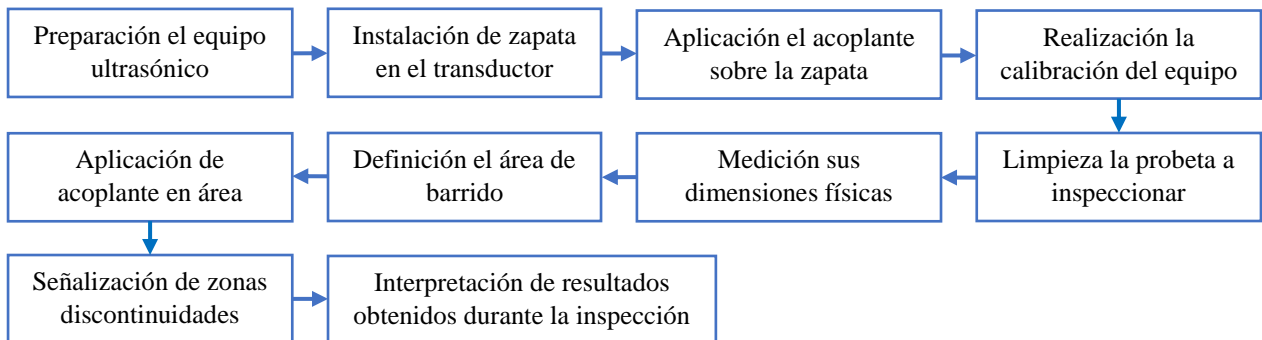 Preparación el equipo
ultrasónico
Instalación de zapata
en el transductor
Aplicación el acoplante
sobre la zapata
Realización la
calibración del equipo
Limpieza la probeta a
inspeccionar
Medición sus
dimensiones físicas
Definición el área de
barrido
Aplicación de
acoplante en área
Señalización de zonas
discontinuidades
Interpretación de resultados
obtenidos durante la inspección